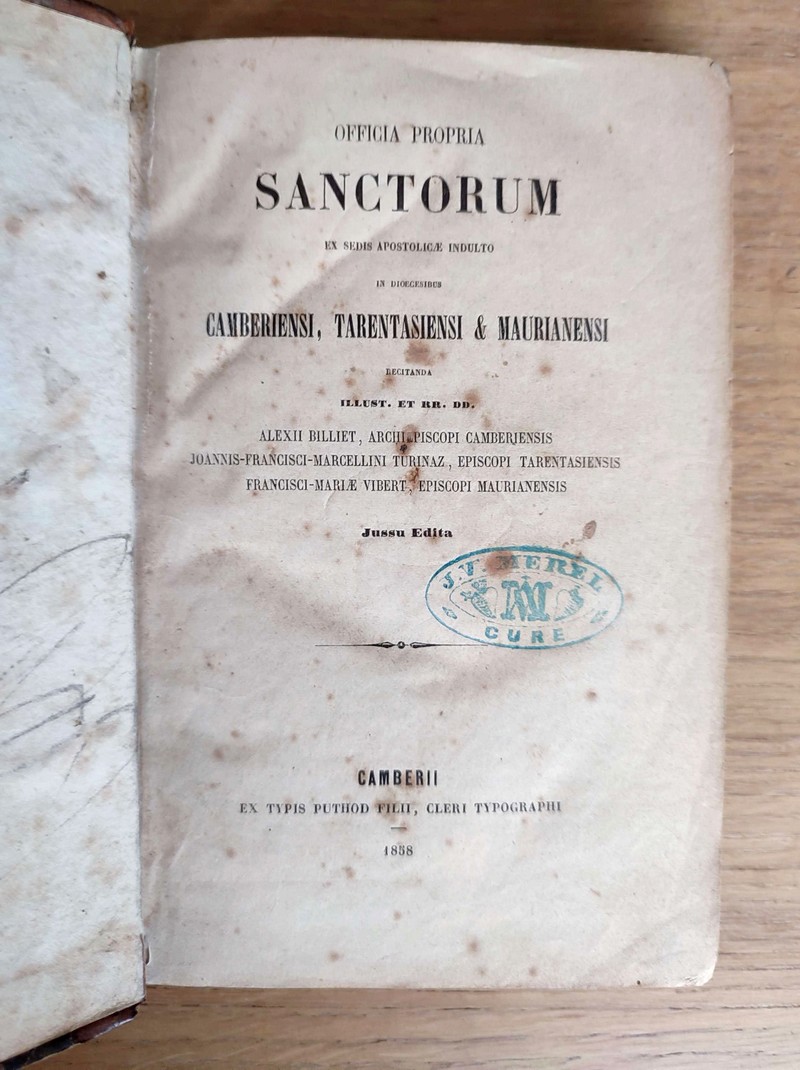 OFFICIA PROPRIA
SANCTORUM
EX SEDIS APOSTOLICÆ INDULTO
IN DIOECESIBUS
CAMBERIENSI, TARENTASIENSI & MAURIANENSI
RECITANDA
ILLUST. ET RR. DD.
ALEXII BILLIET, ARCHIEPISCOPI CAMBERIENSIS
JOANNIS-FRANCISCI-MARCELLINI TURINAZ, EPISCOPI TARENTASIENSIS
FRANCISCI-MARIÆ VIBERT, EPISCOPI MAURIANENSIS
Jussu Edita
J.V. MEREL
CURE
CAMBERII
EX TYPIS PUTHOD FILII, CLERI TYPOGRAPHI
1858